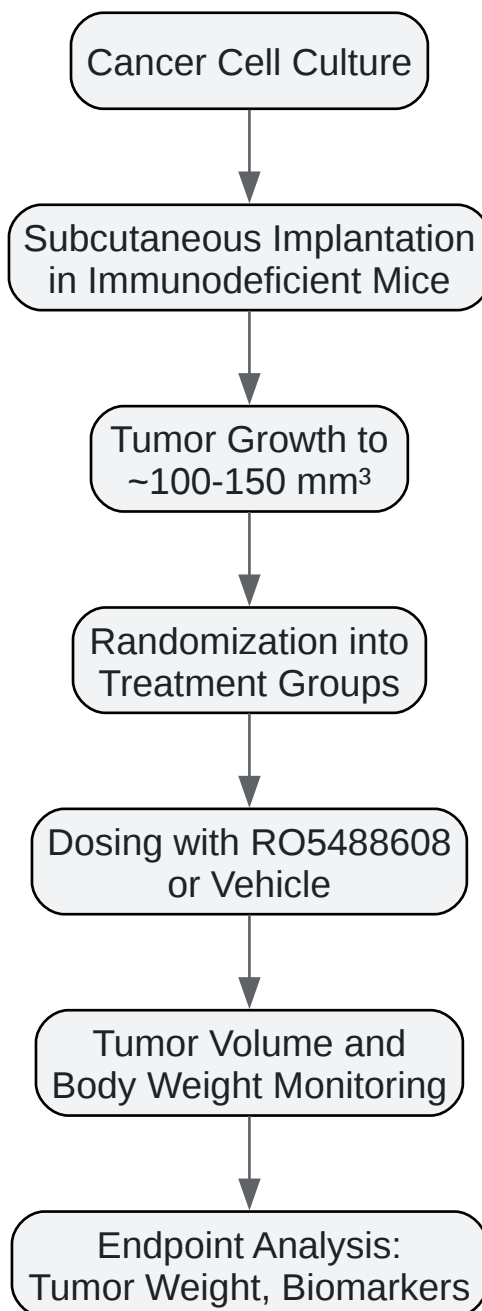 Cancer Cell Culture
Subcutaneous Implantation
in Immunodeficient Mice
Tumor Growth to
~100-150 mm³
Randomization into
Treatment Groups
Dosing with RO5488608
or Vehicle
Tumor Volume and
Body Weight Monitoring
Endpoint Analysis:
Tumor Weight, Biomarkers